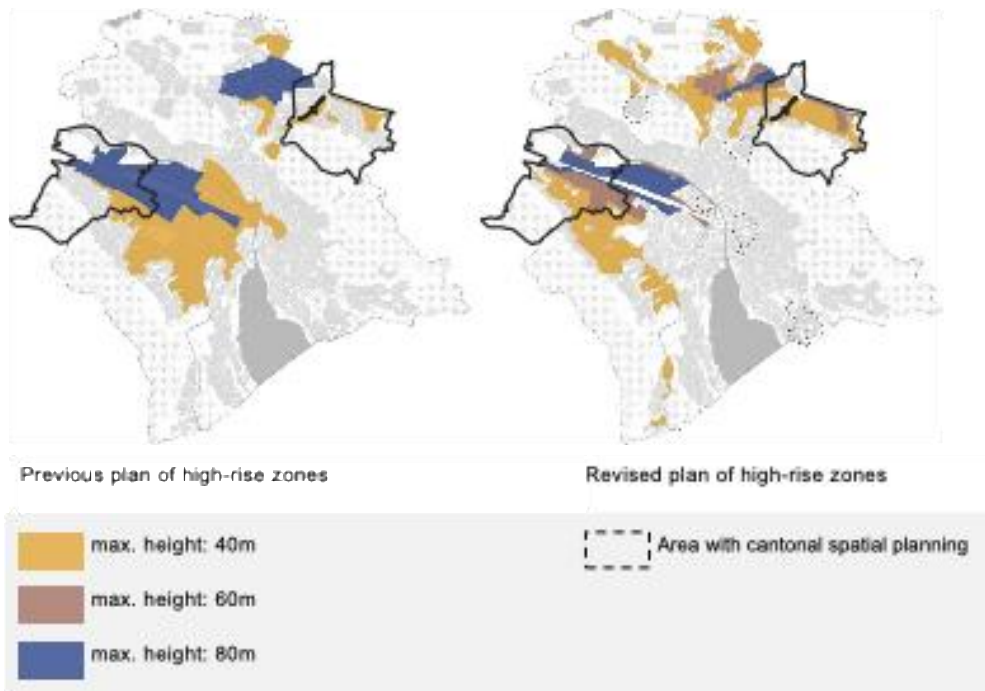 Previous plan of high-rise zones
Revised plan of high-rise zones
max. height: 40m
Area with cantonal spatial planning
max. height: 60m
max. height: 80m